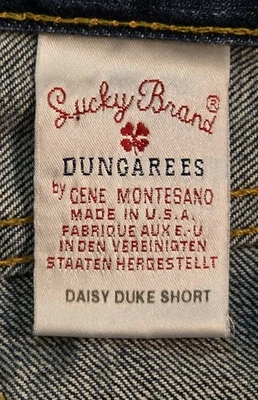 Lucky Brand®
DUNGAREES
by GENE MONTESANO
MADE IN U.S.A.
FABRIQUE AUX E.-U
IN DEN VEREINIGTEN
STAATEN HERGESTELLT
DAISY DUKE SHORT